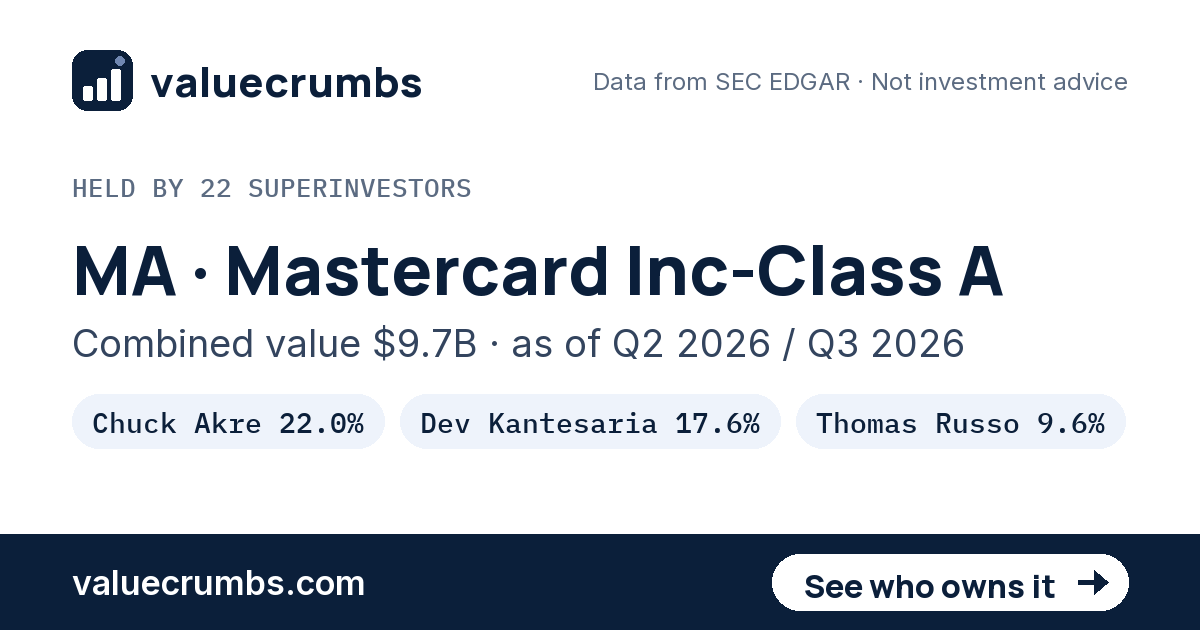 valuecrumbs
Data from SEC EDGAR · Not investment advice
HELD BY 22 SUPERINVESTORS
MA · Mastercard Inc-Class A
Combined value $9.7B · as of Q2 2026 / Q3 2026
Chuck Akre 22.0%
Dev Kantesaria 17.6%
Thomas Russo 9.6%
valuecrumbs.com
See who owns it →